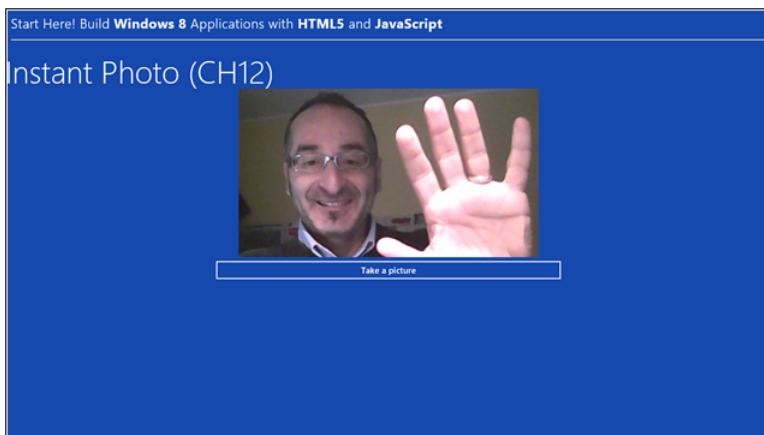 Start Here! Build Windows 8 Applications with HTML5 and JavaScript
Instant Photo (CH12)
Take a picture